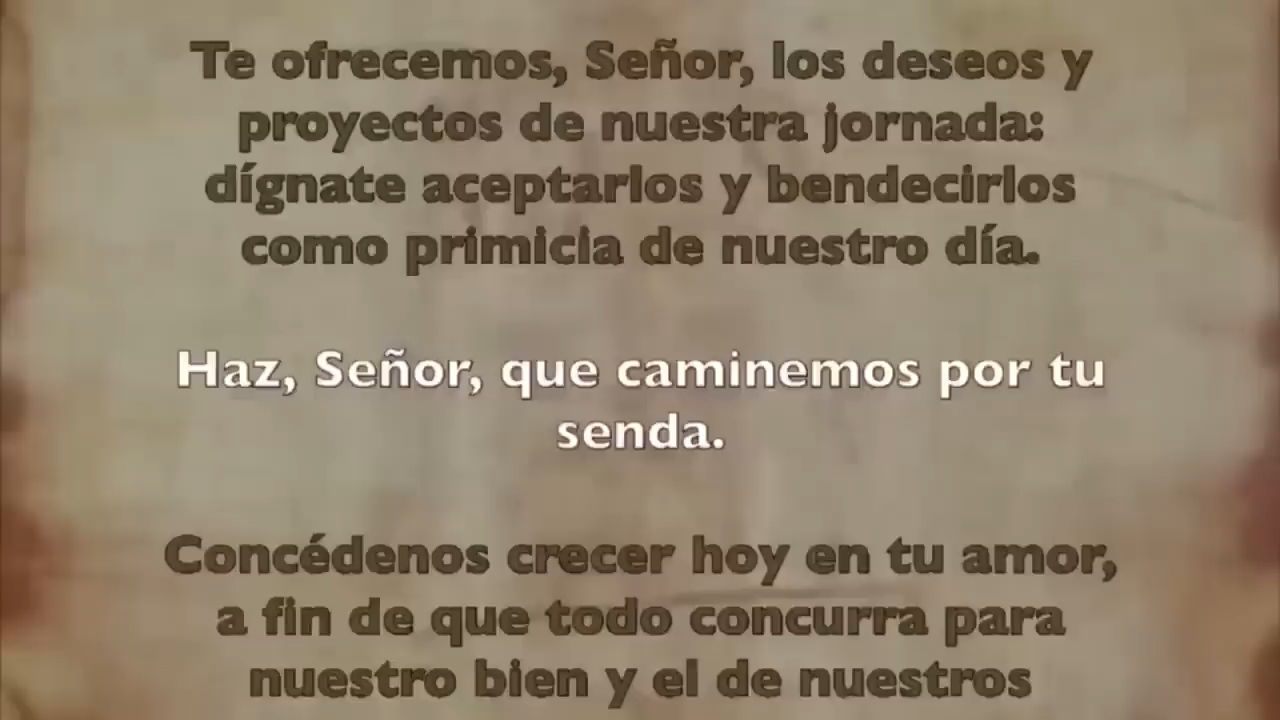 Te ofrecemos, Señor, los deseos y
proyectos de nuestra jornada:
dígnate aceptarlos y bendecirlos
como primicia de nuestro día.
Haz, Señor, que caminemos por tu
senda.
Concédenos crecer hoy en tu amor,
a fin de que todo concurra para
nuestro bien y el de nuestros